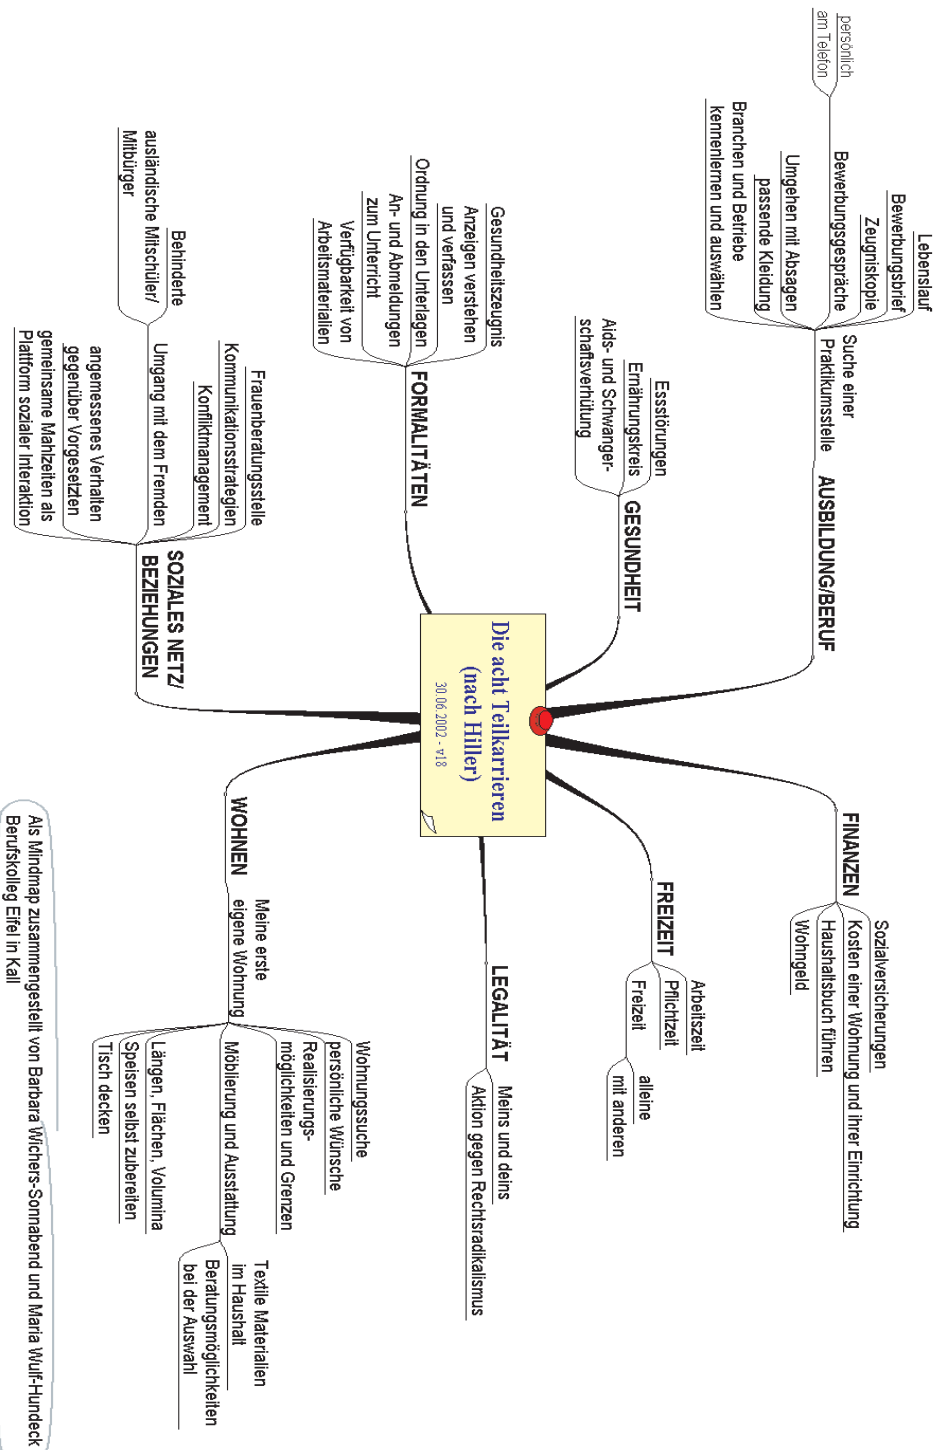 Die acht Teilkarrieren
(nach Hiller)
30.06.2002 - v18
AUSBILDUNG/BERUF
Suche einer
Praktikumsstelle
Lebenslauf
Bewerbungsbrief
Zeugniskopie
Bewerbungsgespräche
persönlich
am Telefon
Umgehen mit Absagen
passende Kleidung
Branchen und Betriebe
kennenlernen und auswählen
GESUNDHEIT
Essstörungen
Ernährungskreis
Aids- und Schwanger-
schaftsverhütung
FORMALITÄTEN
Gesundheitszeugnis
Anzeigen verstehen
und verfassen
Ordnung in den Unterlagen
An- und Abmeldungen
zum Unterricht
Verfügbarkeit von
Arbeitsmaterialien
SOZIALES NETZ/
BEZIEHUNGEN
Frauenberatungsstelle
Kommunikationsstrategien
Konfliktmanagement
Umgang mit dem Fremden
Behinderte
ausländische Mitschüler/
Mitbürger
angemessenes Verhalten
gegenüber Vorgesetzten
gemeinsame Mahlzeiten als
Plattform sozialer Interaktion
FINANZEN
Sozialversicherungen
Kosten einer Wohnung und ihrer Einrichtung
Haushaltsbuch führen
Wohngeld
FREIZEIT
Arbeitszeit
Pflichtzeit
Freizeit
alleine
mit anderen
LEGALITÄT
Meins und deins
Aktion gegen Rechtsradikalismus
WOHNEN
Meine erste
eigene Wohnung
Wohnungssuche
persönliche Wünsche
Realisierungs-
möglichkeiten und Grenzen
Möblierung und Ausstattung
Textile Materialien
im Haushalt
Beratungsmöglichkeiten
bei der Auswahl
Längen, Flächen, Volumina
Speisen selbst zubereiten
Tisch decken
Als Mindmap zusammengestellt von Barbara Wichers-Sonnabend und Maria Wulf-Hundeck
Berufskolleg Eifel in Kall